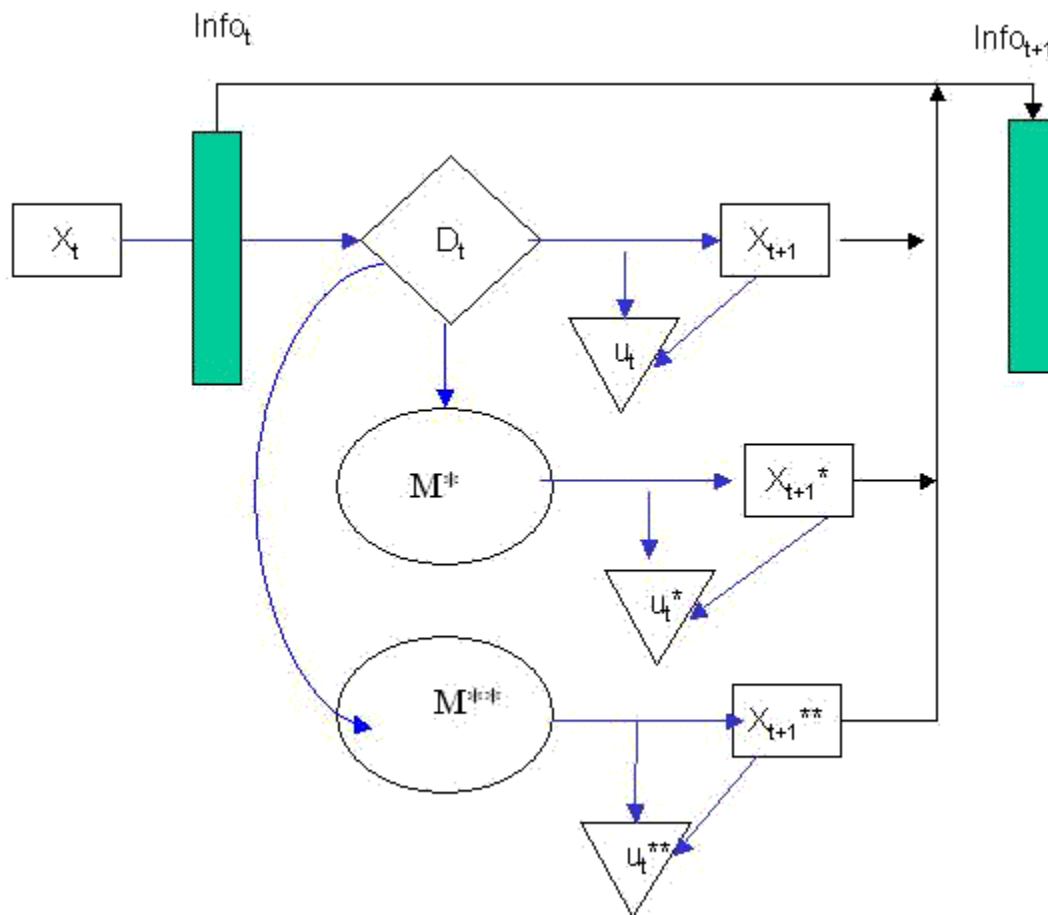 Infoₜ
Infoₜ₊₁
Xₜ
Dₜ
Xₜ₊₁
uₜ
M*
Xₜ₊₁*
uₜ*
M**
Xₜ₊₁**
uₜ**